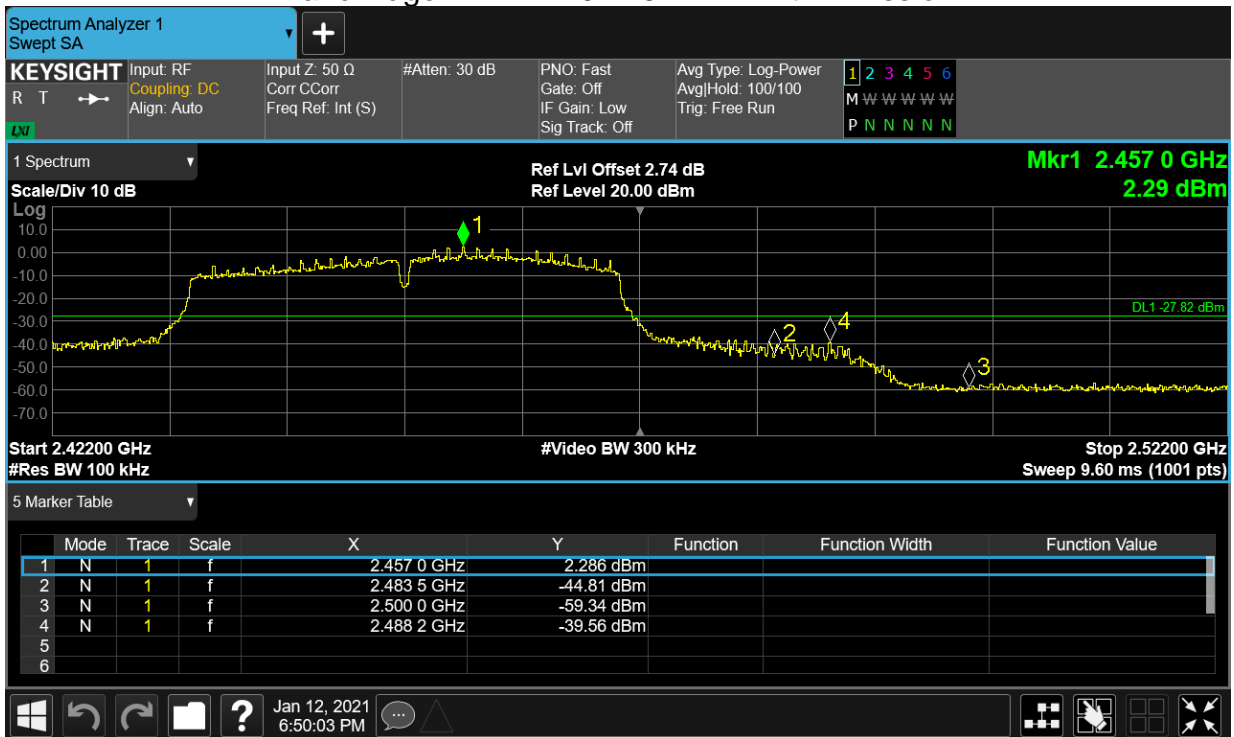 Spectrum Analyzer 1
Swept SA
KEYSIGHT
R T
LXI
Input: RF
Coupling: DC
Align: Auto
Input Z: 50 Ω
Corr CCorr
Freq Ref: Int (S)
#Atten: 30 dB
PNO: Fast
Gate: Off
IF Gain: Low
Sig Track: Off
Avg Type: Log-Power
Avg|Hold: 100/100
Trig: Free Run
1 2 3 4 5 6
M W W W W W
P N N N N N
1 Spectrum
Scale/Div 10 dB
Ref Lvl Offset 2.74 dB
Ref Level 20.00 dBm
Mkr1 2.457 0 GHz
2.29 dBm
Log
10.0
0.00
-10.0
-20.0
-30.0
-40.0
-50.0
-60.0
-70.0
1
2
4
3
DL1 -27.82 dBm
Start 2.42200 GHz
#Res BW 100 kHz
#Video BW 300 kHz
Stop 2.52200 GHz
Sweep 9.60 ms (1001 pts)
5 Marker Table
Mode Trace Scale X Y Function Function Width Function Value
1 N 1 f 2.457 0 GHz 2.286 dBm
2 N 1 f 2.483 5 GHz -44.81 dBm
3 N 1 f 2.500 0 GHz -59.34 dBm
4 N 1 f 2.488 2 GHz -39.56 dBm
5
6
?
Jan 12, 2021
6:50:03 PM